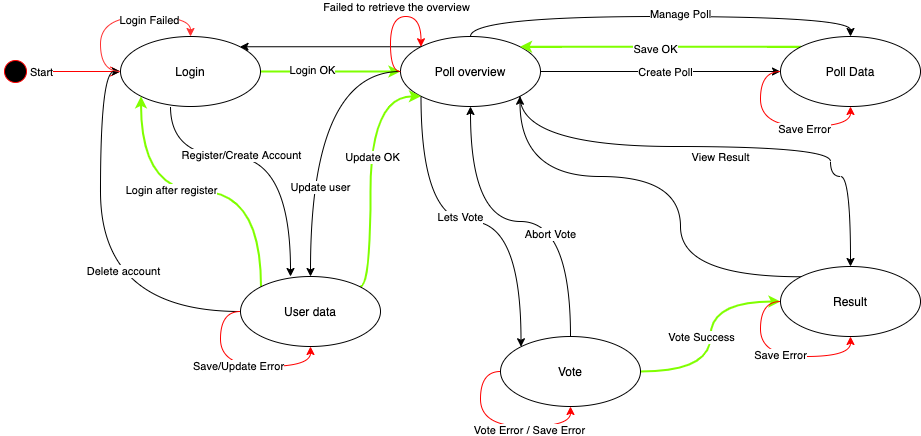 Failed to retrieve the overview
Manage Poll
Login Failed
Save OK
Start
Login
Login OK
Poll overview
Create Poll
Poll Data
Save Error
Register/Create Account
Update OK
View Result
Login after register
Update user
Lets Vote
Abort Vote
Delete account
User data
Result
Vote Success
Save Error
Save/Update Error
Vote
Vote Error / Save Error